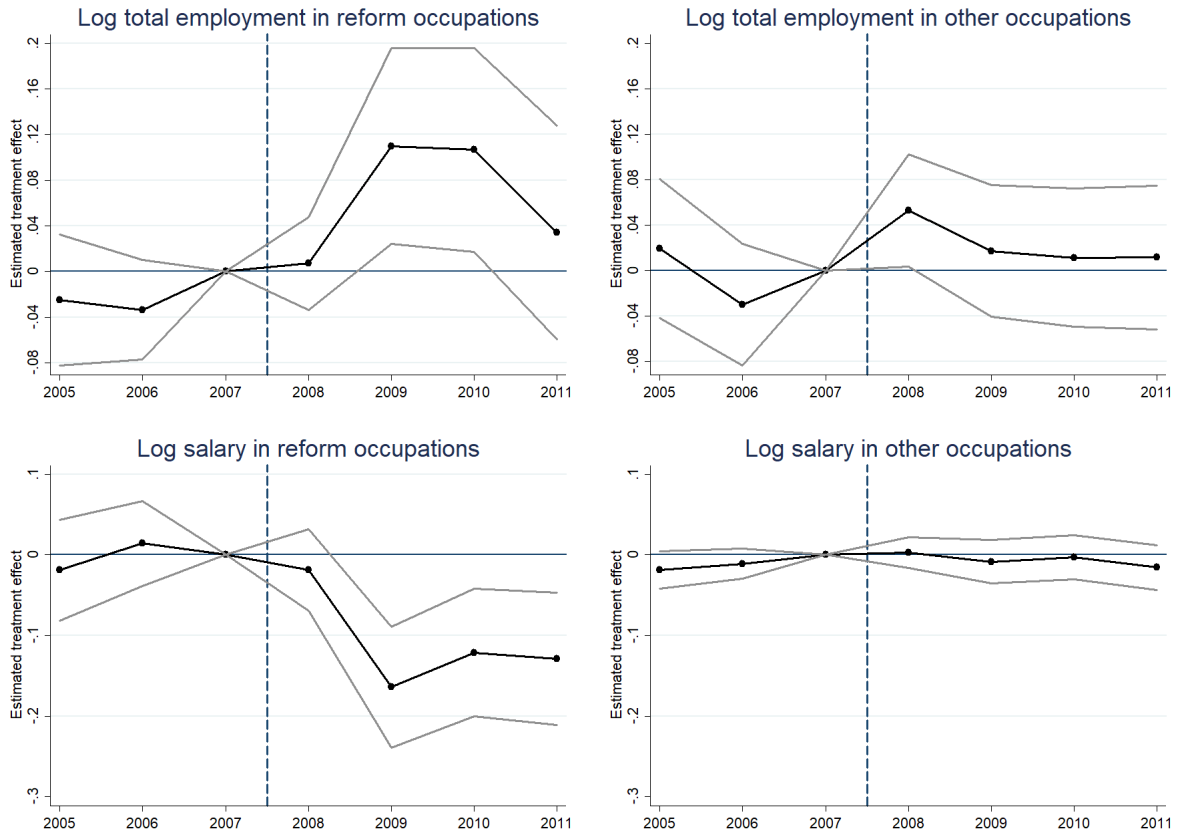 Log total employment in reform occupations
Estimated treatment effect
.2
.16
.12
.08
.04
0
-.04
-.08
2005 2006 2007 2008 2009 2010 2011
Log total employment in other occupations
Estimated treatment effect
.2
.16
.12
.08
.04
0
-.04
-.08
2005 2006 2007 2008 2009 2010 2011
Log salary in reform occupations
Estimated treatment effect
.1
0
-.1
-.2
-.3
2005 2006 2007 2008 2009 2010 2011
Log salary in other occupations
Estimated treatment effect
.1
0
-.1
-.2
-.3
2005 2006 2007 2008 2009 2010 2011